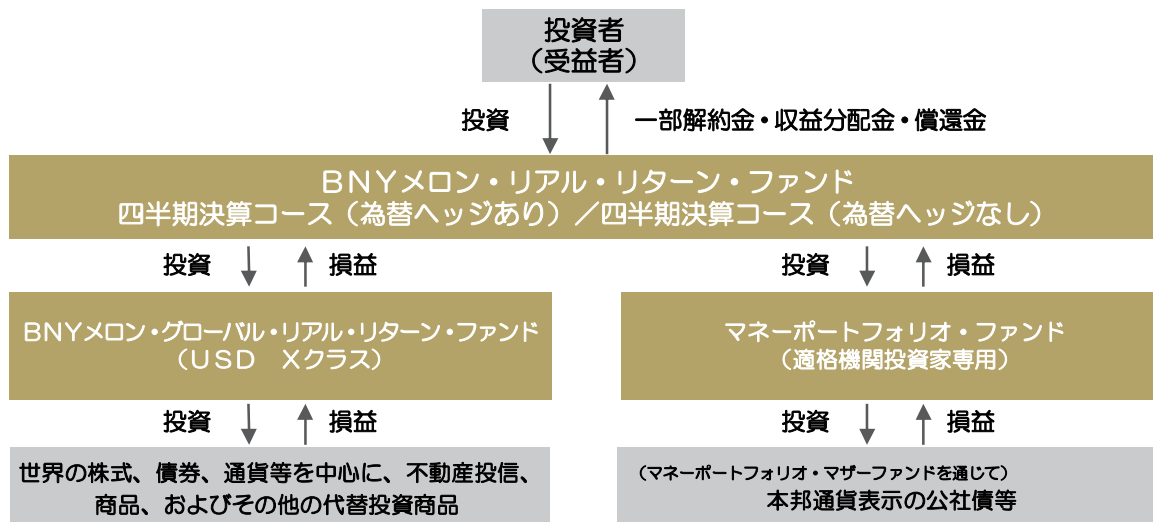 投資者
（受益者）
投資
一部解約金・収益分配金・償還金
ＢＮＹメロン・リアル・リターン・ファンド
四半期決算コース（為替ヘッジあり）／四半期決算コース（為替ヘッジなし）
投資
損益
投資
損益
ＢＮＹメロン・グローバル・リアル・リターン・ファンド
（ＵＳＤ　Ｘクラス）
マネーポートフォリオ・ファンド
（適格機関投資家専用）
投資
損益
投資
損益
世界の株式、債券、通貨等を中心に、不動産投信、
商品、およびその他の代替投資商品
（マネーポートフォリオ・マザーファンドを通じて）
本邦通貨表示の公社債等